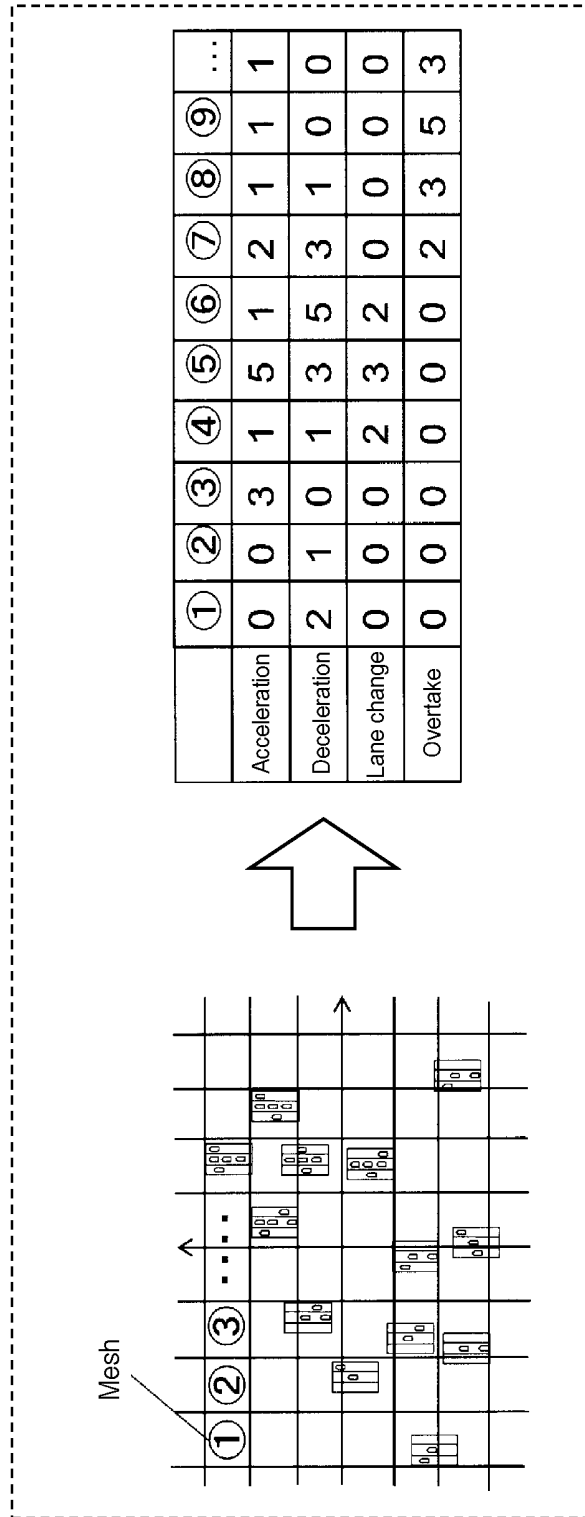 Mesh
① ② ③ ....
① ② ③ ④ ⑤ ⑥ ⑦ ⑧ ⑨ ...
Acceleration 0 0 3 1 5 1 2 1 1 1
Deceleration 2 1 0 1 3 5 3 1 0 0
Lane change 0 0 0 2 3 2 0 0 0 0
Overtake 0 0 0 0 0 0 2 3 5 3